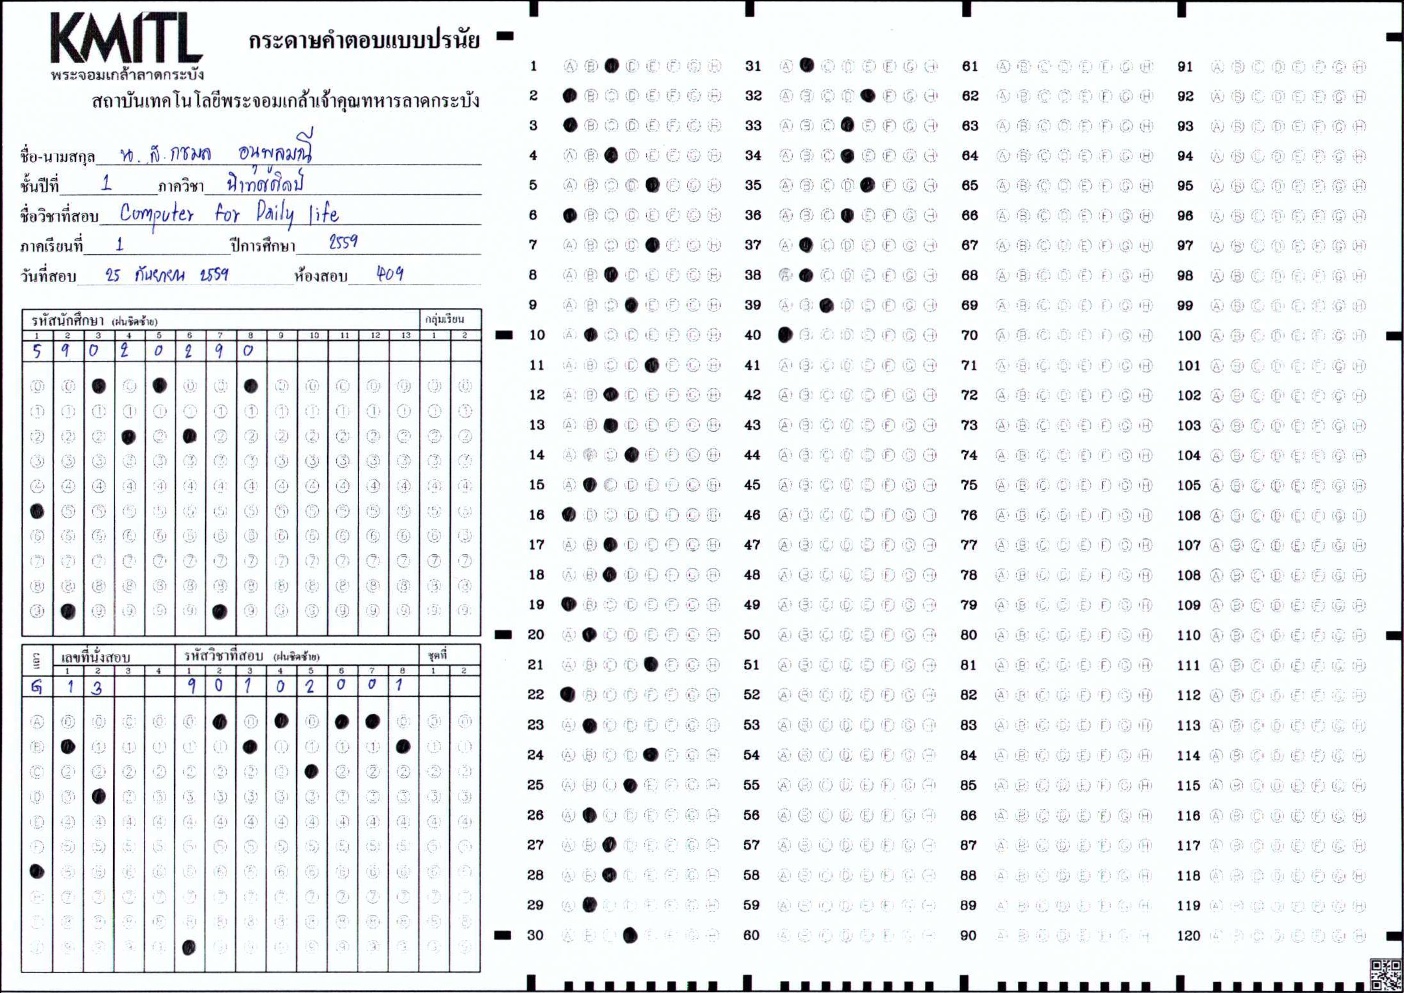 KMITL
พระจอมเกล้าลาดกระบัง
กระดาษคำตอบแบบปรนัย
สถาบันเทคโนโลยีพระจอมเกล้าเจ้าคุณทหารลาดกระบัง
ชื่อ-นามสกุล น.ส.กชมล อนุพูลมณี
ชั้นปีที่ 1 ภาควิชา นิเทศศิลป์
ชื่อวิชาที่สอบ Computer for Daily life
ภาคเรียนที่ 1 ปีการศึกษา 2559
วันที่สอบ 25 กันยายน 2559 ห้องสอบ 409
รหัสนักศึกษา (ฝนชิดซ้าย) กลุ่มเรียน
1 2 3 4 5 6 7 8 9 10 11 12 13 1 2
5 9 0 2 0 2 9 0
แถว เลขที่นั่งสอบ รหัสวิชาที่สอบ (ฝนชิดซ้าย) ชุดที่
1 2 3 4 1 2 3 4 5 6 7 8 1 2
G 1 3 9 0 1 0 2 0 0 1
1 31 61 91
2 32 62 92
3 33 63 93
4 34 64 94
5 35 65 95
6 36 66 96
7 37 67 97
8 38 68 98
9 39 69 99
10 40 70 100
11 41 71 101
12 42 72 102
13 43 73 103
14 44 74 104
15 45 75 105
16 46 76 106
17 47 77 107
18 48 78 108
19 49 79 109
20 50 80 110
21 51 81 111
22 52 82 112
23 53 83 113
24 54 84 114
25 55 85 115
26 56 86 116
27 57 87 117
28 58 88 118
29 59 89 119
30 60 90 120